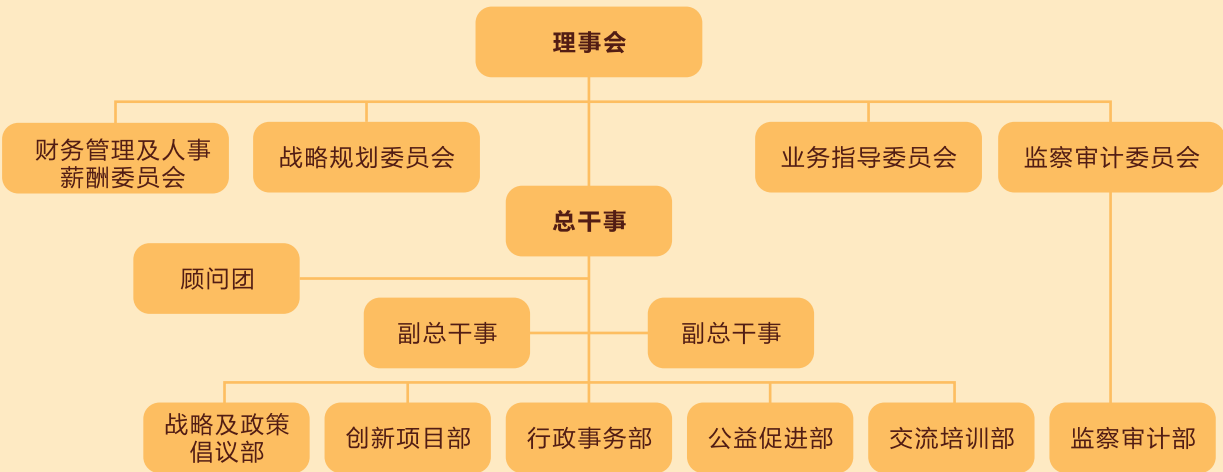 理事会
财务管理及人事
薪酬委员会
战略规划委员会
业务指导委员会
监察审计委员会
总干事
顾问团
副总干事
副总干事
战略及政策
倡议部
创新项目部
行政事务部
公益促进部
交流培训部
监察审计部